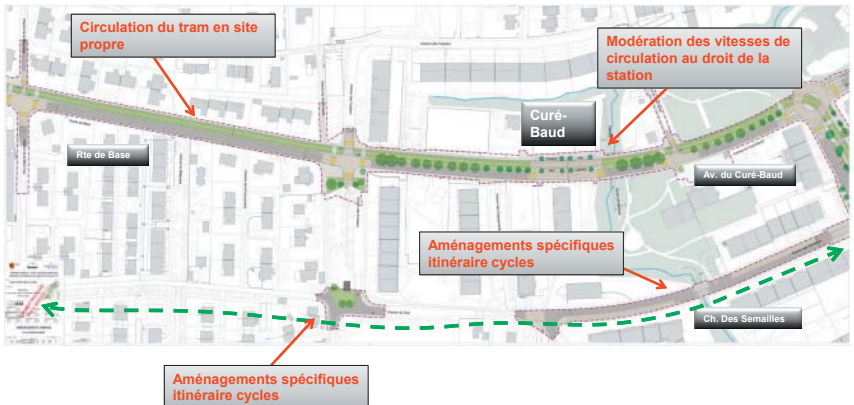 Circulation du tram en site
propre
Modération des vitesses de
circulation au droit de la
station
Curé-
Baud
Rte de Base
Av. du Curé-Baud
Aménagements spécifiques
itinéraire cycles
Ch. Des Semailles
Aménagements spécifiques
itinéraire cycles